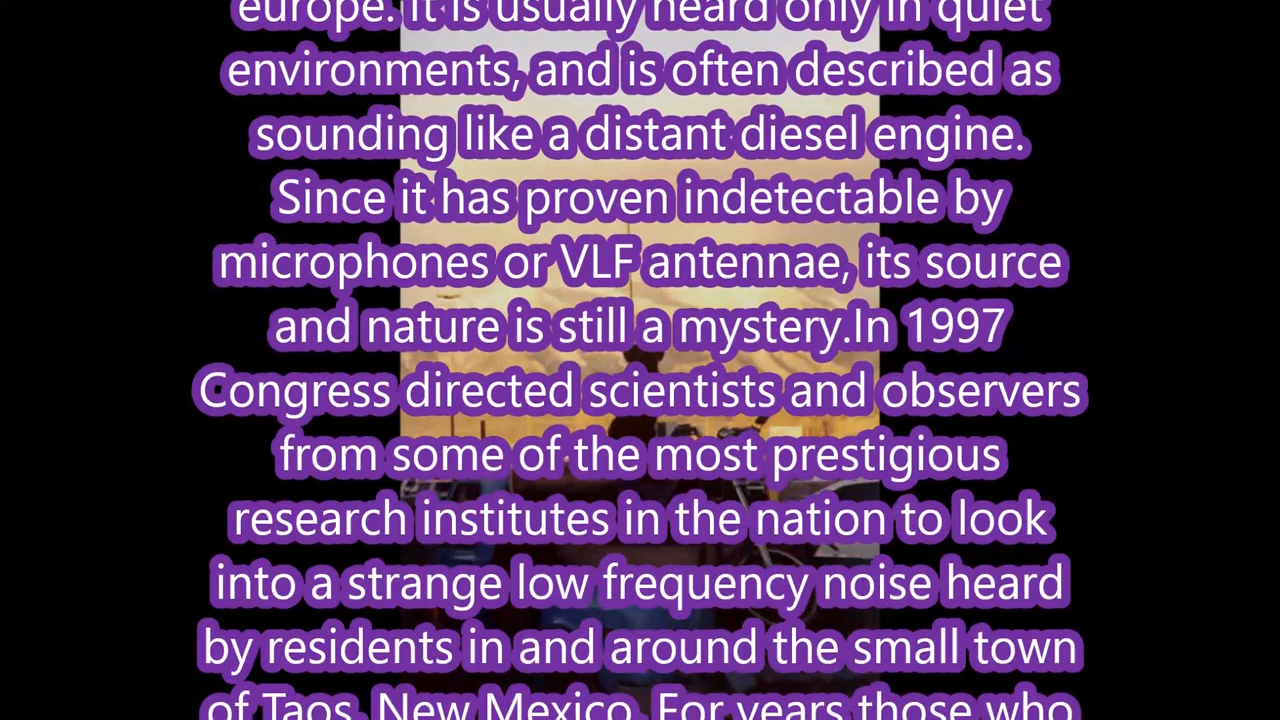 europe. It is usually heard only in quiet
environments, and is often described as
sounding like a distant diesel engine.
Since it has proven indetectable by
microphones or VLF antennae, its source
and nature is still a mystery.In 1997
Congress directed scientists and observers
from some of the most prestigious
research institutes in the nation to look
into a strange low frequency noise heard
by residents in and around the small town
of Taos, New Mexico. For years those who